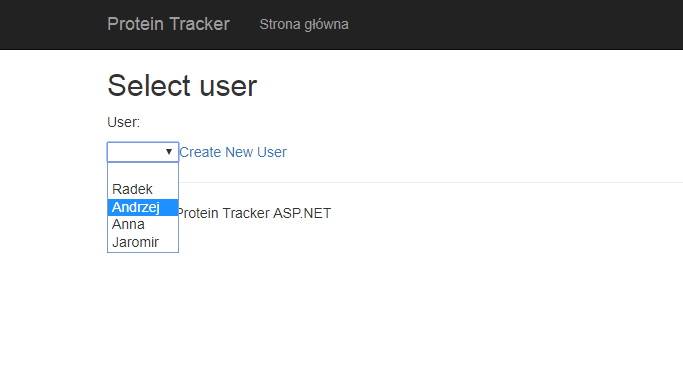 Protein Tracker Strona główna
Select user
User:
Create New User
Radek
Andrzej
Anna
Jaromir
Protein Tracker ASP.NET